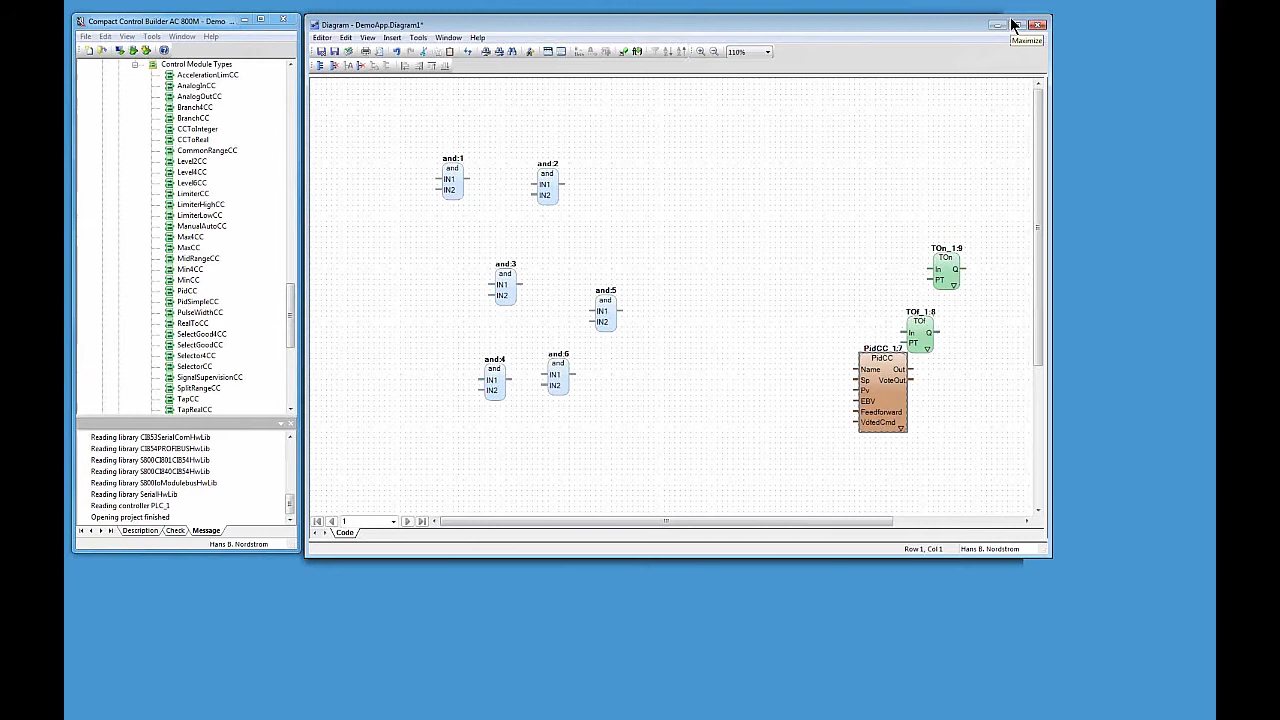 Compact Control Builder AC 800M - Demo ...
File Edit View Tools Window Help
Control Module Types
AccelerationLimCC
AnalogInCC
AnalogOutCC
Branch4CC
BranchCC
CCToInteger
CCToReal
CommonRangeCC
Level2CC
Level4CC
Level6CC
LimiterCC
LimiterHighCC
LimiterLowCC
ManualAutoCC
Max4CC
MaxCC
MidRangeCC
Min4CC
MinCC
PidCC
PidSimpleCC
PulseWidthCC
RealToCC
SelectGood4CC
SelectGoodCC
Selector4CC
SelectorCC
SignalSupervisionCC
SplitRangeCC
TapCC
TapRealCC
Reading library CI853SerialComHwLib
Reading library CI854PROFIBUSHwLib
Reading library S800CI801CI854HwLib
Reading library S800CI840CI854HwLib
Reading library S800IoModulebusHwLib
Reading library SerialHwLib
Reading controller PLC_1
Opening project finished
Description Check Message
Hans B. Nordstrom
Diagram - DemoApp.Diagram1*
Editor Edit View Insert Tools Window Help
110%
Maximize
and:1
and
IN1
IN2
and:2
and
IN1
IN2
and:3
and
IN1
IN2
and:5
and
IN1
IN2
and:4
and
IN1
IN2
and:6
and
IN1
IN2
TOn_1:9
TOn
In Q
PT
TOf_1:8
TOf
In Q
PT
PidCC_1:7
PidCC
Name Out
Sp VoteOut
Pv
EBV
Feedforward
VotedCmd
1
Code
Row 1, Col 1 Hans B. Nordstrom